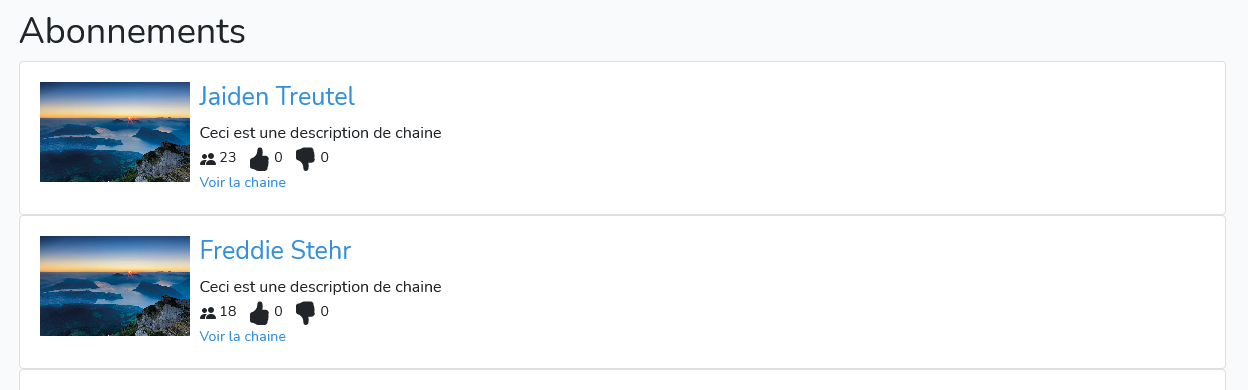 Abonnements
Jaiden Treutel
Ceci est une description de chaine
23 0 0
Voir la chaine
Freddie Stehr
Ceci est une description de chaine
18 0 0
Voir la chaine